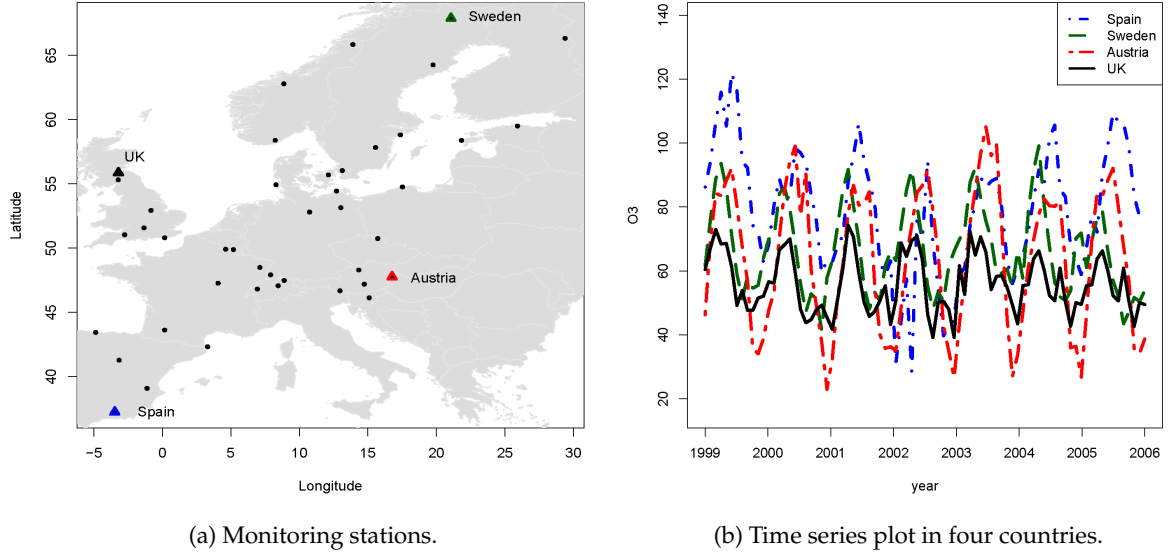 65
60
55
50
45
40
Latitude
Sweden
UK
Austria
Spain
−5
0
5
10
15
20
25
30
Longitude
(a) Monitoring stations.
140
120
100
80
60
40
20
O3
Spain
Sweden
Austria
UK
1999
2000
2001
2002
2003
2004
2005
2006
year
(b) Time series plot in four countries.